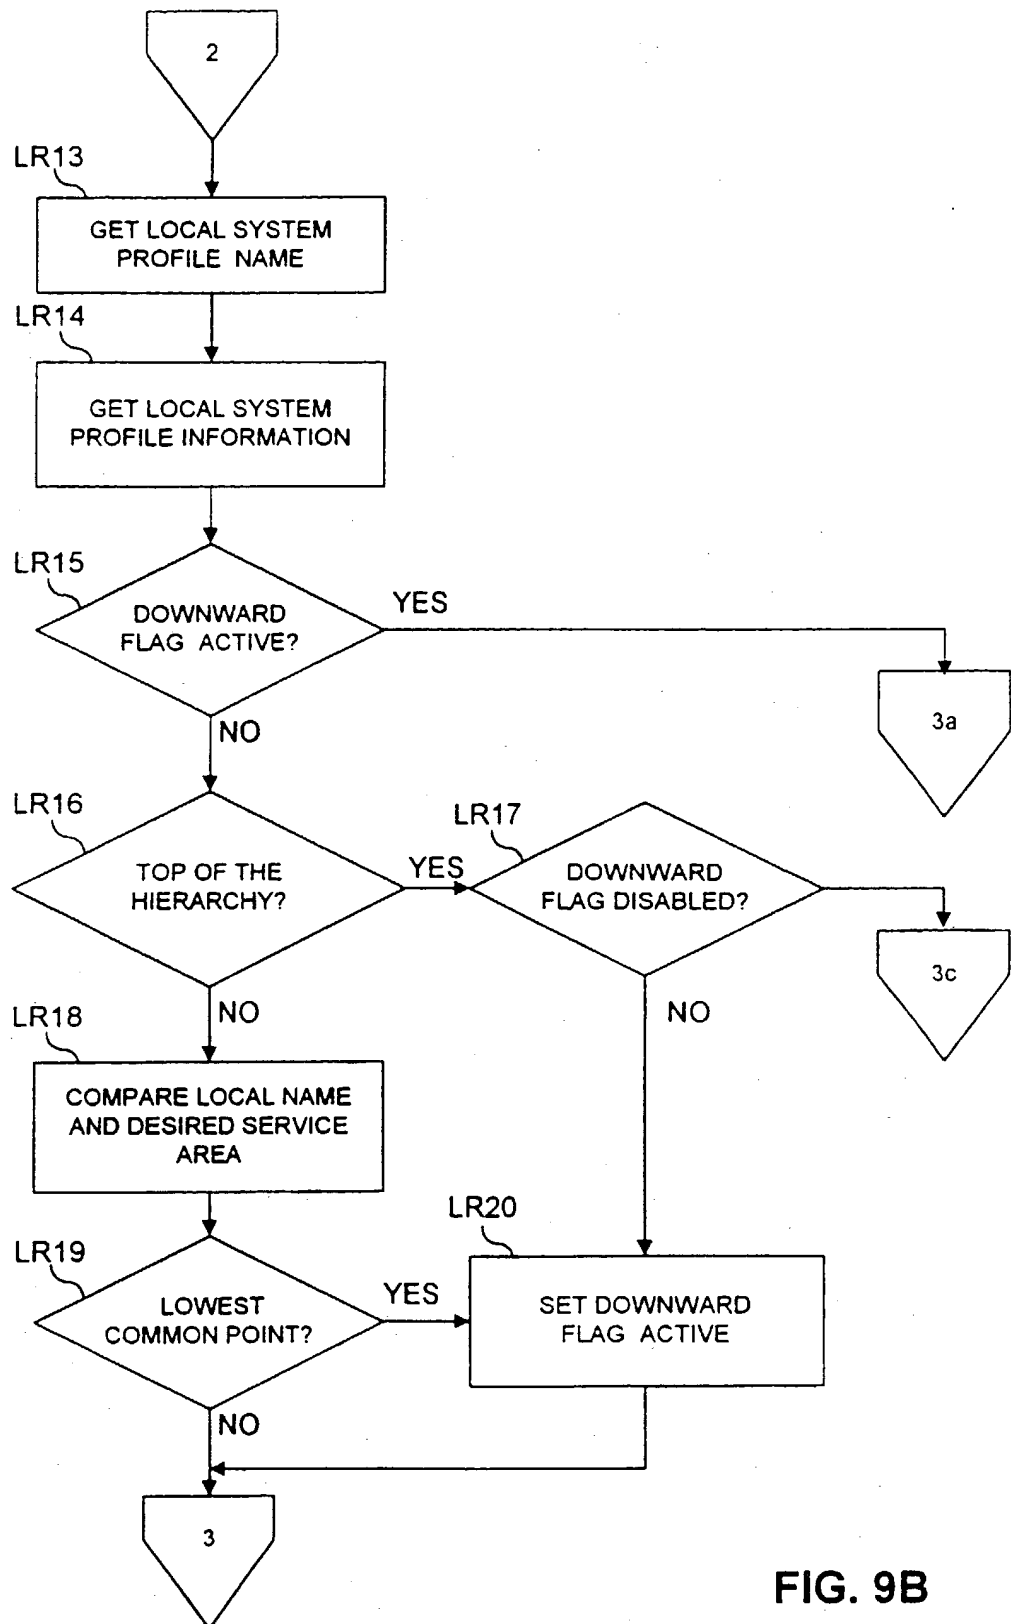 2
LR13
GET LOCAL SYSTEM
PROFILE NAME
LR14
GET LOCAL SYSTEM
PROFILE INFORMATION
LR15
DOWNWARD
FLAG ACTIVE?
YES
3a
NO
LR16
TOP OF THE
HIERARCHY?
YES
LR17
DOWNWARD
FLAG DISABLED?
3c
NO
NO
LR18
COMPARE LOCAL NAME
AND DESIRED SERVICE
AREA
LR19
LOWEST
COMMON POINT?
YES
LR20
SET DOWNWARD
FLAG ACTIVE
NO
3
FIG. 9B